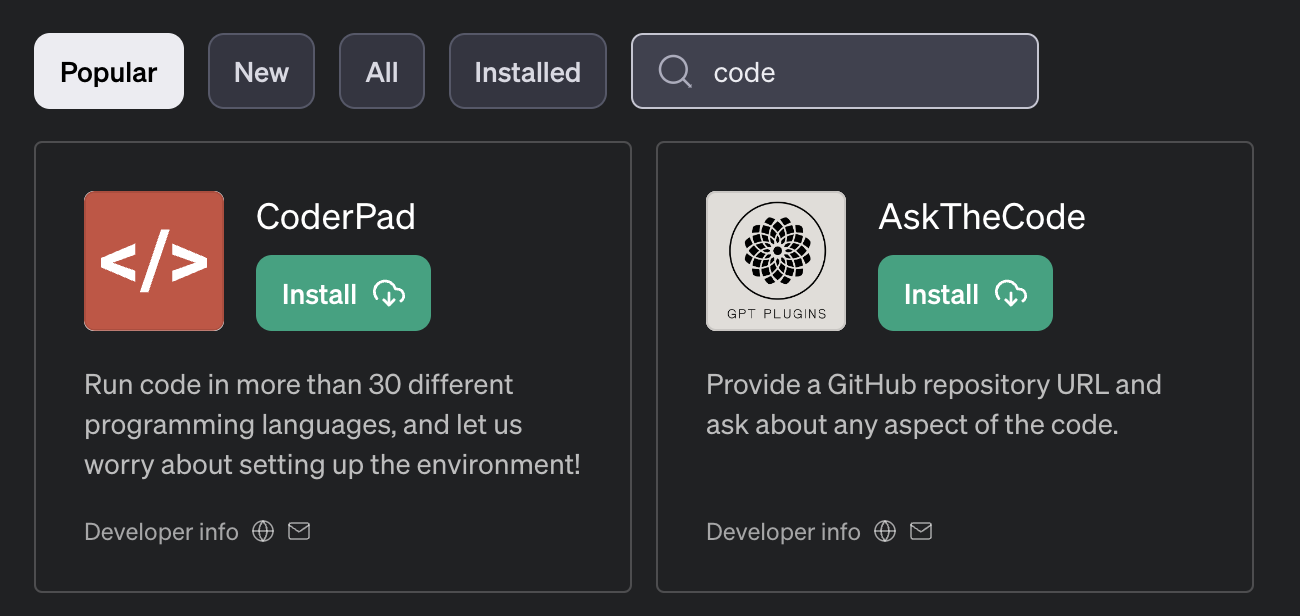 Popular New All Installed code
CoderPad
Install
</>
Run code in more than 30 different
programming languages, and let us
worry about setting up the environment!
Developer info
AskTheCode
Install
GPT PLUGINS
Provide a GitHub repository URL and
ask about any aspect of the code.
Developer info